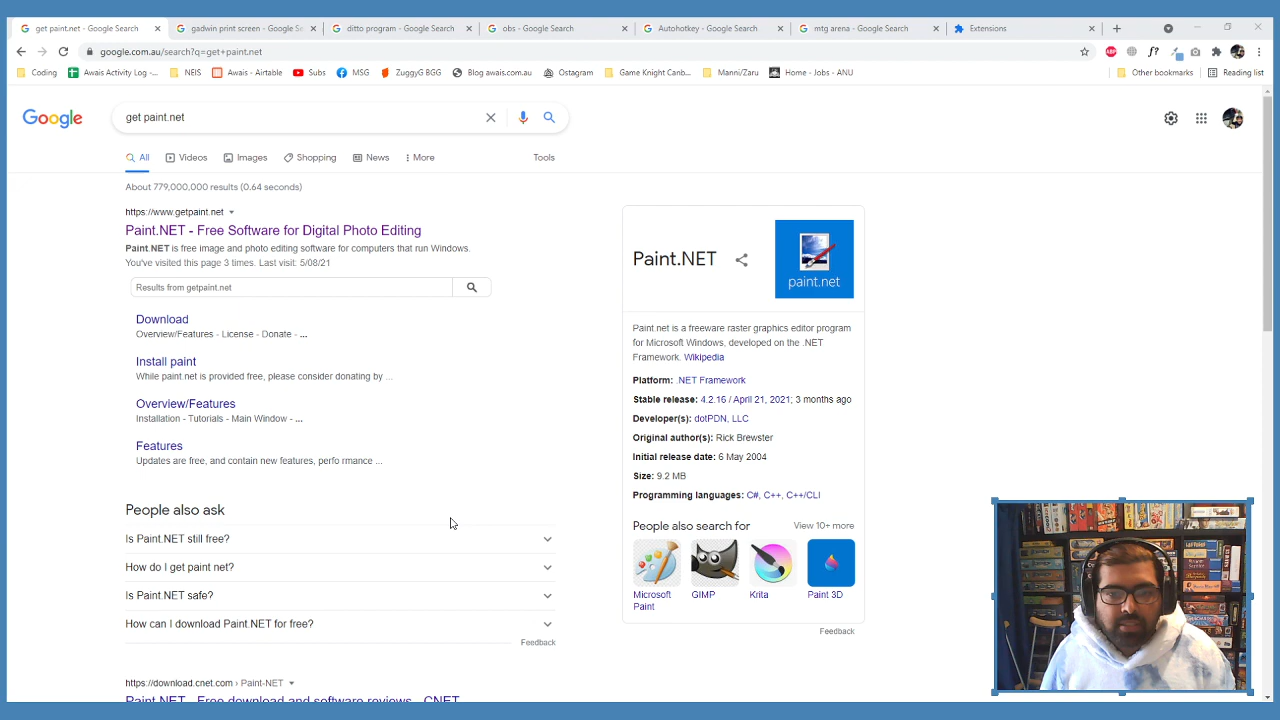 get paint.net - Google Search
gadwin print screen - Google Se
ditto program - Google Search
obs - Google Search
Autohotkey - Google Search
mtg arena - Google Search
Extensions
google.com.au/search?q=get+paint.net
Coding
Awais Activity Log -...
NEIS
Awais - Airtable
Subs
MSG
ZuggyG BGG
Blog awais.com.au
Ostagram
Game Knight Canb...
Manni/Zaru
Home - Jobs - ANU
Other bookmarks
Reading list
Google
get paint.net
All
Videos
Images
Shopping
News
More
Tools
About 779,000,000 results (0.64 seconds)
https://www.getpaint.net
Paint.NET - Free Software for Digital Photo Editing
Paint.NET is free image and photo editing software for computers that run Windows.
You've visited this page 3 times. Last visit: 5/08/21
Results from getpaint.net
Download
Overview/Features - License - Donate - ...
Install paint
While paint.net is provided free, please consider donating by ...
Overview/Features
Installation - Tutorials - Main Window - ...
Features
Updates are free, and contain new features, perfo rmance ...
People also ask
Is Paint.NET still free?
How do I get paint net?
Is Paint.NET safe?
How can I download Paint.NET for free?
Feedback
https://download.cnet.com › Paint-NET
Paint.NET - Free download and software reviews - CNET
Paint.NET
paint.net
Paint.net is a freeware raster graphics editor program
for Microsoft Windows, developed on the .NET
Framework. Wikipedia
Platform: .NET Framework
Stable release: 4.2.16 / April 21, 2021; 3 months ago
Developer(s): dotPDN, LLC
Original author(s): Rick Brewster
Initial release date: 6 May 2004
Size: 9.2 MB
Programming languages: C#, C++, C++/CLI
People also search for
View 10+ more
Microsoft
Paint
GIMP
Krita
Paint 3D
Feedback